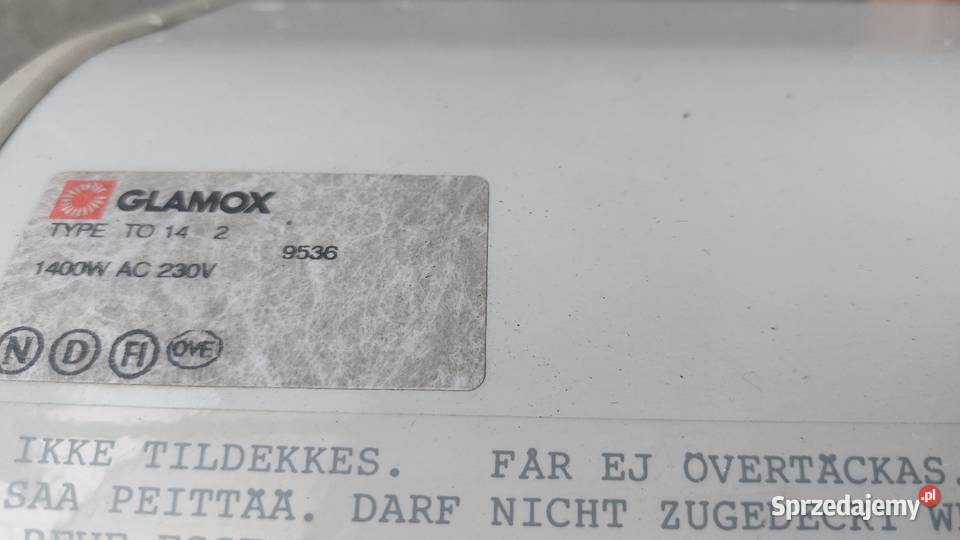 GLAMOX
TYPE TO 14 2
9536
1400W AC 230V
N D FI ÖVE
IKKE TILDEKKES. FÅR EJ ÖVERTÄCKAS.
SAA PEITTÄÄ. DARF NICHT ZUGEDECKT WE
Sprzedajemy.pl